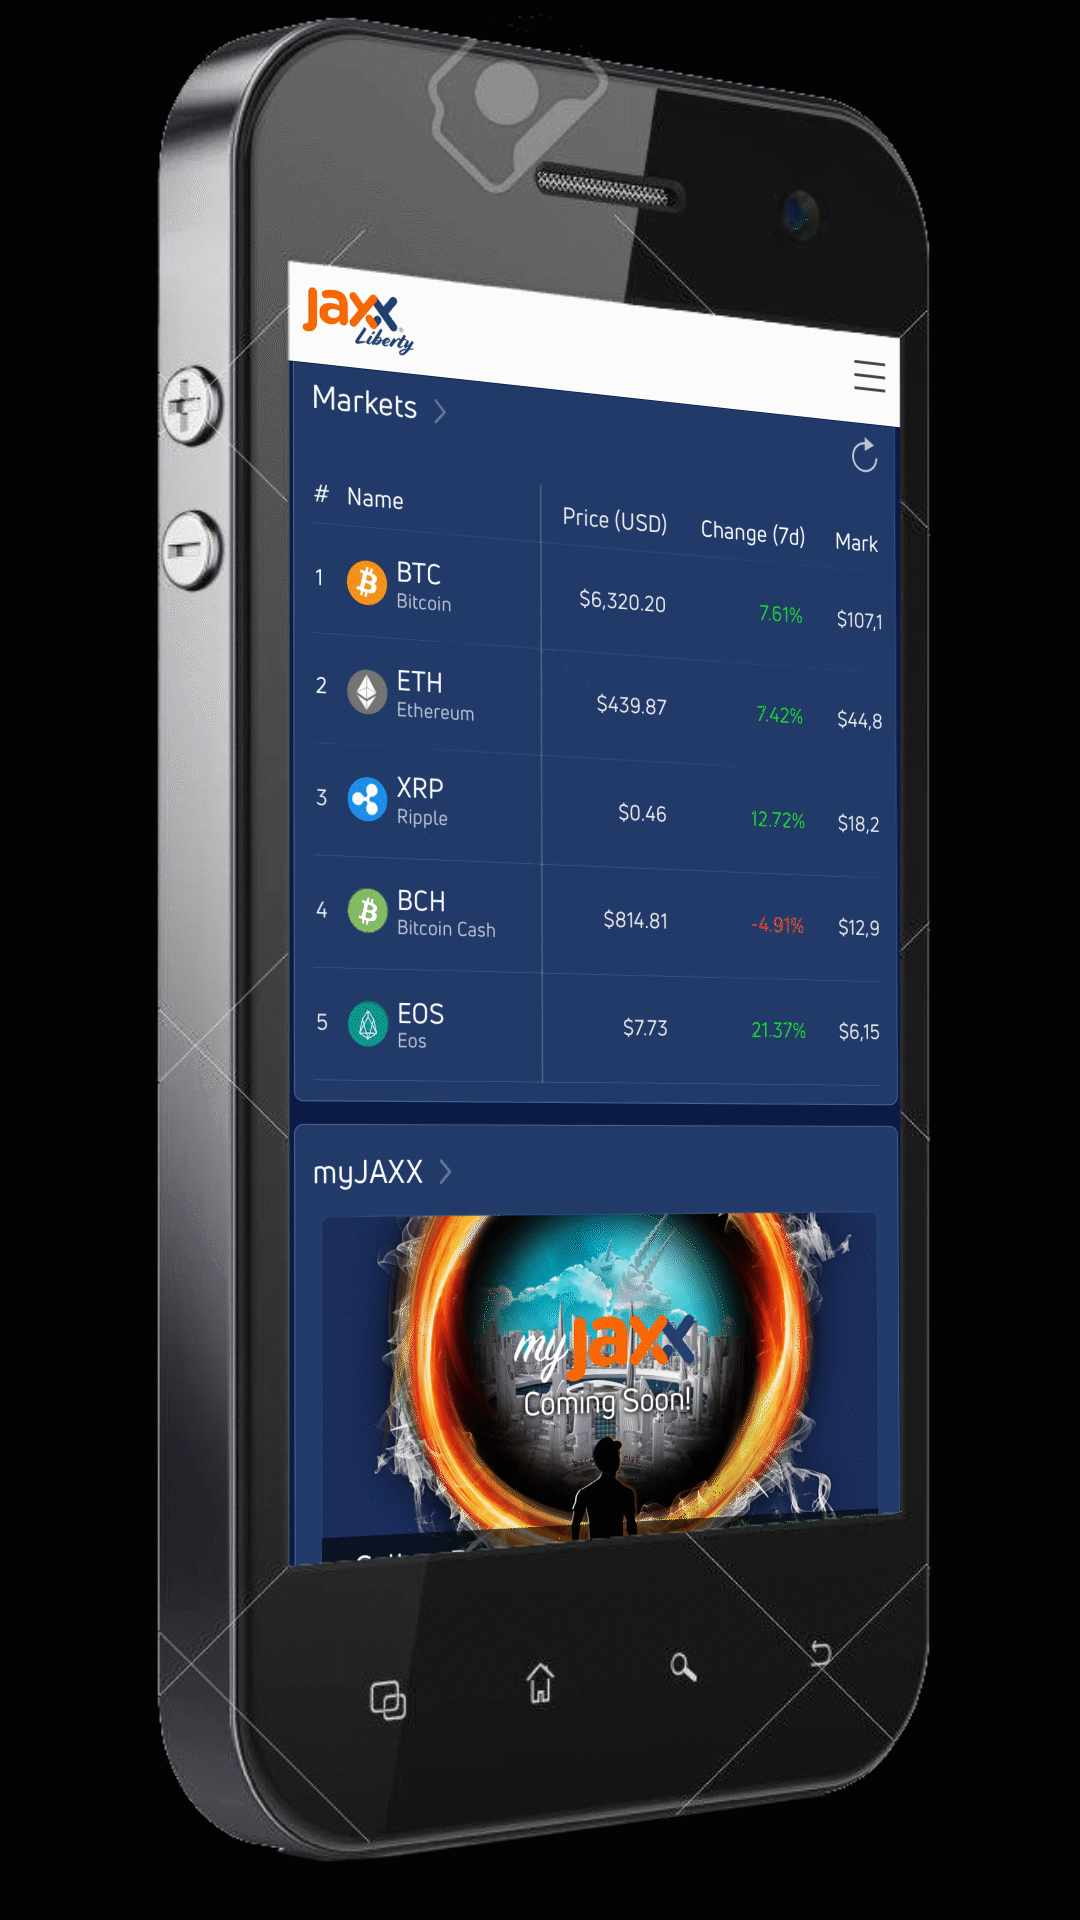 Jaxx
Liberty
Markets
# Name Price (USD) Change (7d) Mark
1 BTC $6,320.20 7.61% $107,1
Bitcoin
2 ETH $439.87 7.42% $44,8
Ethereum
3 XRP $0.46 12.72% $18,2
Ripple
4 BCH $814.81 -4.91% $12,9
Bitcoin Cash
5 EOS $7.73 21.37% $6,15
Eos
myJAXX
my Jaxx
Coming Soon!